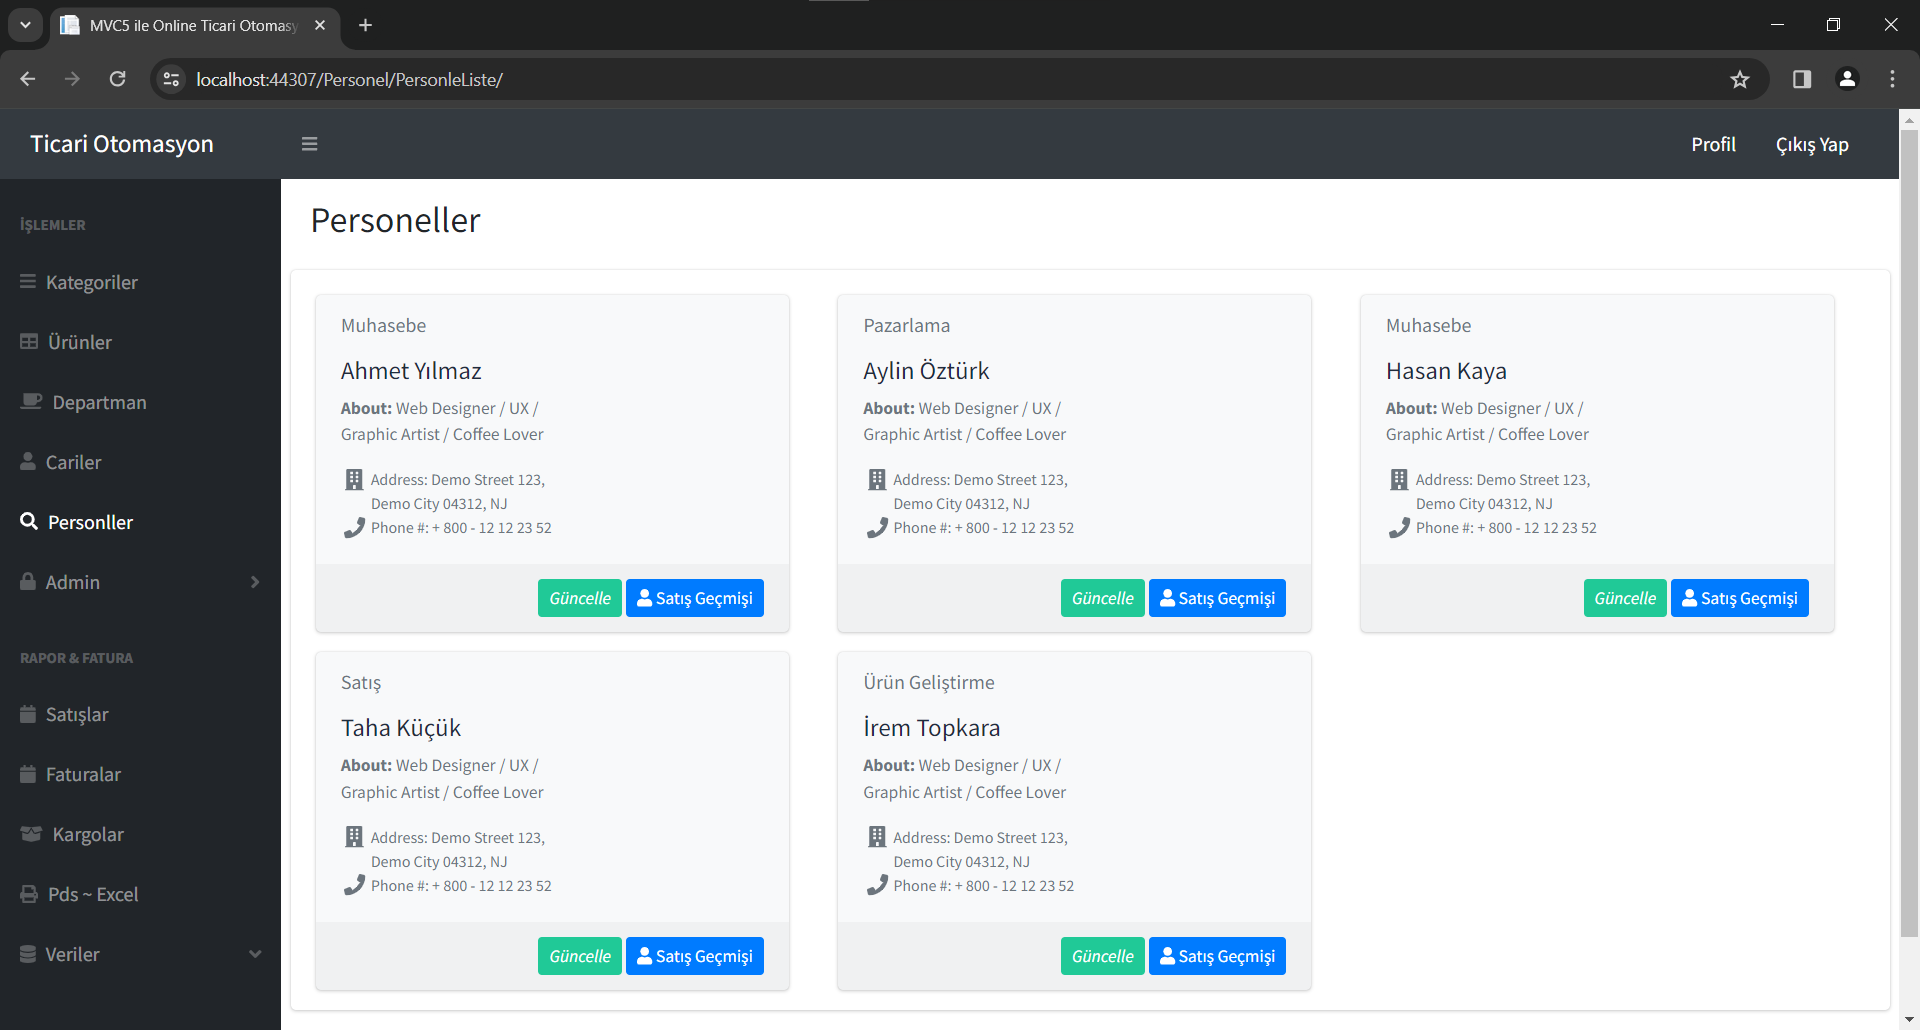 MVC5 ile Online Ticari Otomasy
localhost:44307/Personel/PersonleListe/
Ticari Otomasyon
Profil
Çıkış Yap
İŞLEMLER
Kategoriler
Ürünler
Departman
Cariler
Personller
Admin
RAPOR & FATURA
Satışlar
Faturalar
Kargolar
Pds ~ Excel
Veriler
Personeller
Muhasebe
Ahmet Yılmaz
About: Web Designer / UX /
Graphic Artist / Coffee Lover
Address: Demo Street 123,
Demo City 04312, NJ
Phone #: + 800 - 12 12 23 52
Güncelle
Satış Geçmişi
Pazarlama
Aylin Öztürk
About: Web Designer / UX /
Graphic Artist / Coffee Lover
Address: Demo Street 123,
Demo City 04312, NJ
Phone #: + 800 - 12 12 23 52
Güncelle
Satış Geçmişi
Muhasebe
Hasan Kaya
About: Web Designer / UX /
Graphic Artist / Coffee Lover
Address: Demo Street 123,
Demo City 04312, NJ
Phone #: + 800 - 12 12 23 52
Güncelle
Satış Geçmişi
Satış
Taha Küçük
About: Web Designer / UX /
Graphic Artist / Coffee Lover
Address: Demo Street 123,
Demo City 04312, NJ
Phone #: + 800 - 12 12 23 52
Güncelle
Satış Geçmişi
Ürün Geliştirme
İrem Topkara
About: Web Designer / UX /
Graphic Artist / Coffee Lover
Address: Demo Street 123,
Demo City 04312, NJ
Phone #: + 800 - 12 12 23 52
Güncelle
Satış Geçmişi